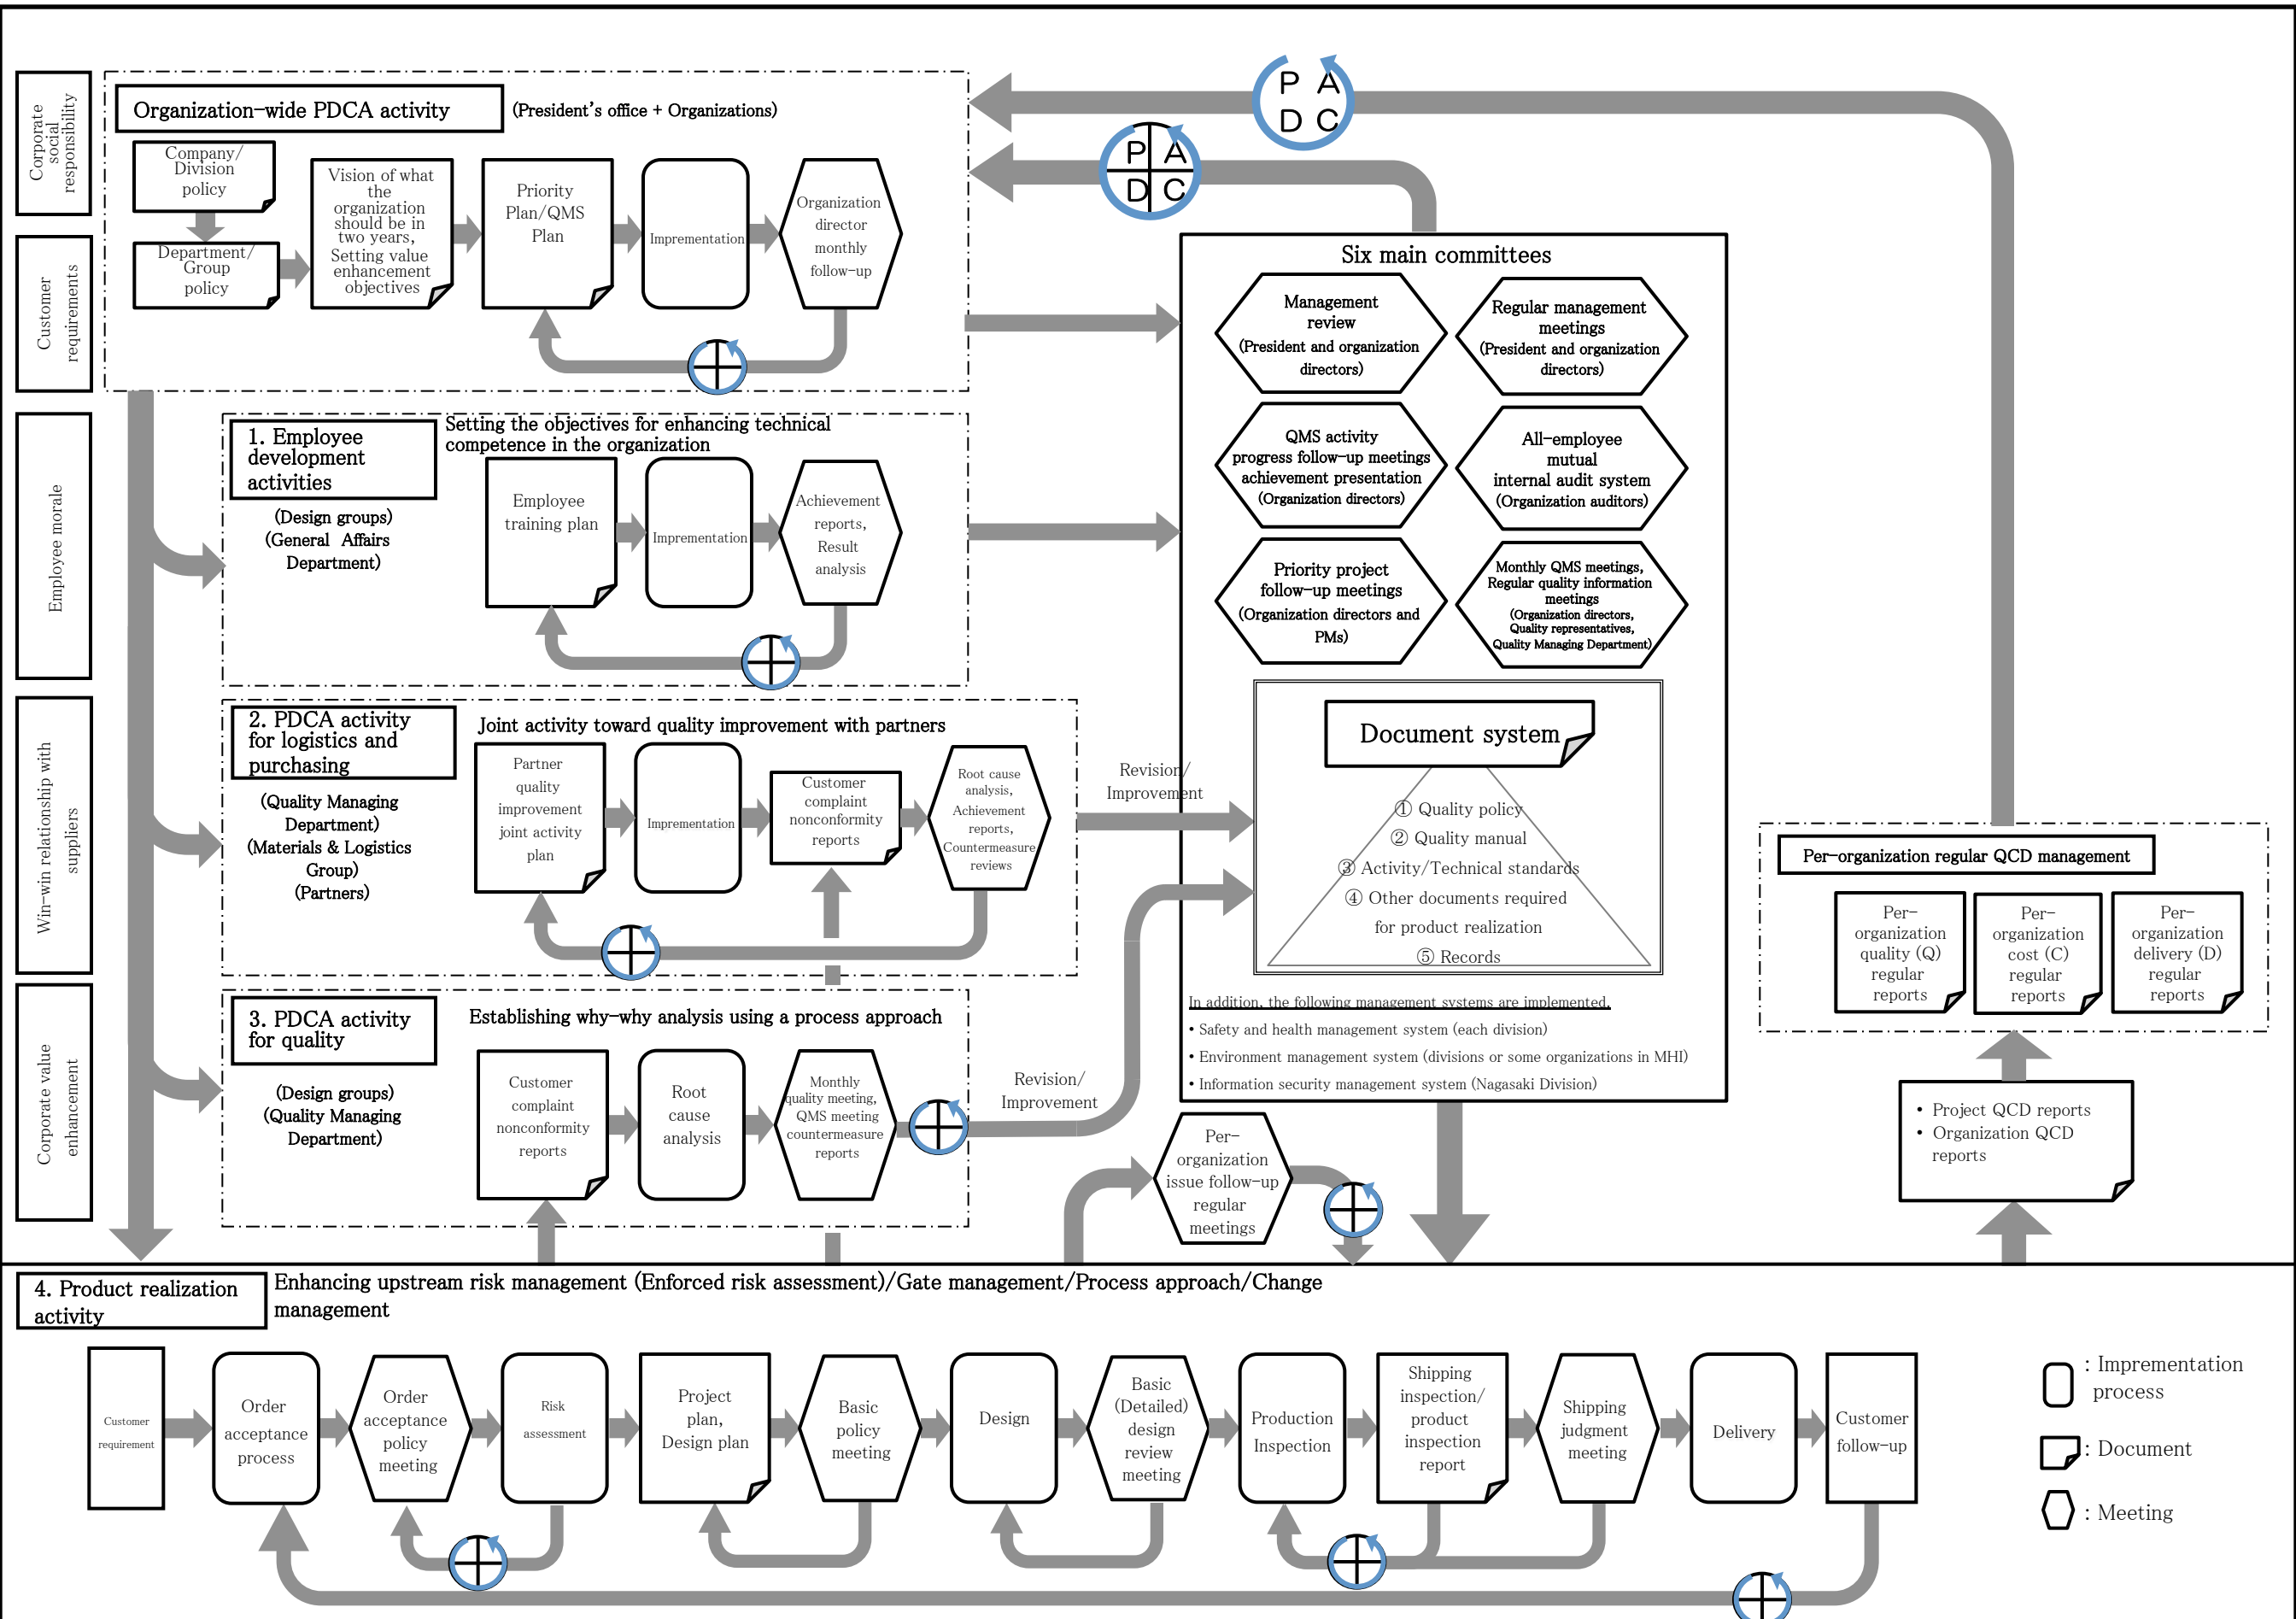 Corporate
social
responsibility
Customer
requirements
Employee morale
Win-win relationship with
suppliers
Corporate value
enhancement
Organization-wide PDCA activity
(President's office + Organizations)
Company/
Division
policy
Department/
Group
policy
Vision of what
the
organization
should be in
two years,
Setting value
enhancement
objectives
Priority
Plan/QMS
Plan
Imprementation
Organization
director
monthly
follow-up
P A
D C
P A
D C
1. Employee
development
activities
Setting the objectives for enhancing technical
competence in the organization
(Design groups)
(General Affairs
Department)
Employee
training plan
Imprementation
Achievement
reports,
Result
analysis
2. PDCA activity
for logistics and
purchasing
Joint activity toward quality improvement with partners
(Quality Managing
Department)
(Materials & Logistics
Group)
(Partners)
Partner
quality
improvement
joint activity
plan
Imprementation
Customer
complaint
nonconformity
reports
Root cause
analysis,
Achievement
reports,
Countermeasure
reviews
Revision/
Improvement
3. PDCA activity
for quality
Establishing why-why analysis using a process approach
(Design groups)
(Quality Managing
Department)
Customer
complaint
nonconformity
reports
Root
cause
analysis
Monthly
quality meeting,
QMS meeting
countermeasure
reports
Revision/
Improvement
Six main committees
Management
review
(President and organization
directors)
Regular management
meetings
(President and organization
directors)
QMS activity
progress follow-up meetings
achievement presentation
(Organization directors)
All-employee
mutual
internal audit system
(Organization auditors)
Priority project
follow-up meetings
(Organization directors and
PMs)
Monthly QMS meetings,
Regular quality information
meetings
(Organization directors,
Quality representatives,
Quality Managing Department)
Document system
① Quality policy
② Quality manual
③ Activity/Technical standards
④ Other documents required
for product realization
⑤ Records
In addition, the following management systems are implemented.
• Safety and health management system (each division)
• Environment management system (divisions or some organizations in MHI)
• Information security management system (Nagasaki Division)
Per-
organization
issue follow-up
regular
meetings
Per-organization regular QCD management
Per-
organization
quality (Q)
regular
reports
Per-
organization
cost (C)
regular
reports
Per-
organization
delivery (D)
regular
reports
• Project QCD reports
• Organization QCD
reports
4. Product realization
activity
Enhancing upstream risk management (Enforced risk assessment)/Gate management/Process approach/Change
management
Customer
requirement
Order
acceptance
process
Order
acceptance
policy
meeting
Risk
assessment
Project
plan,
Design plan
Basic
policy
meeting
Design
Basic
(Detailed)
design
review
meeting
Production
Inspection
Shipping
inspection/
product
inspection
report
Shipping
judgment
meeting
Delivery
Customer
follow-up
: Imprementation
process
: Document
: Meeting